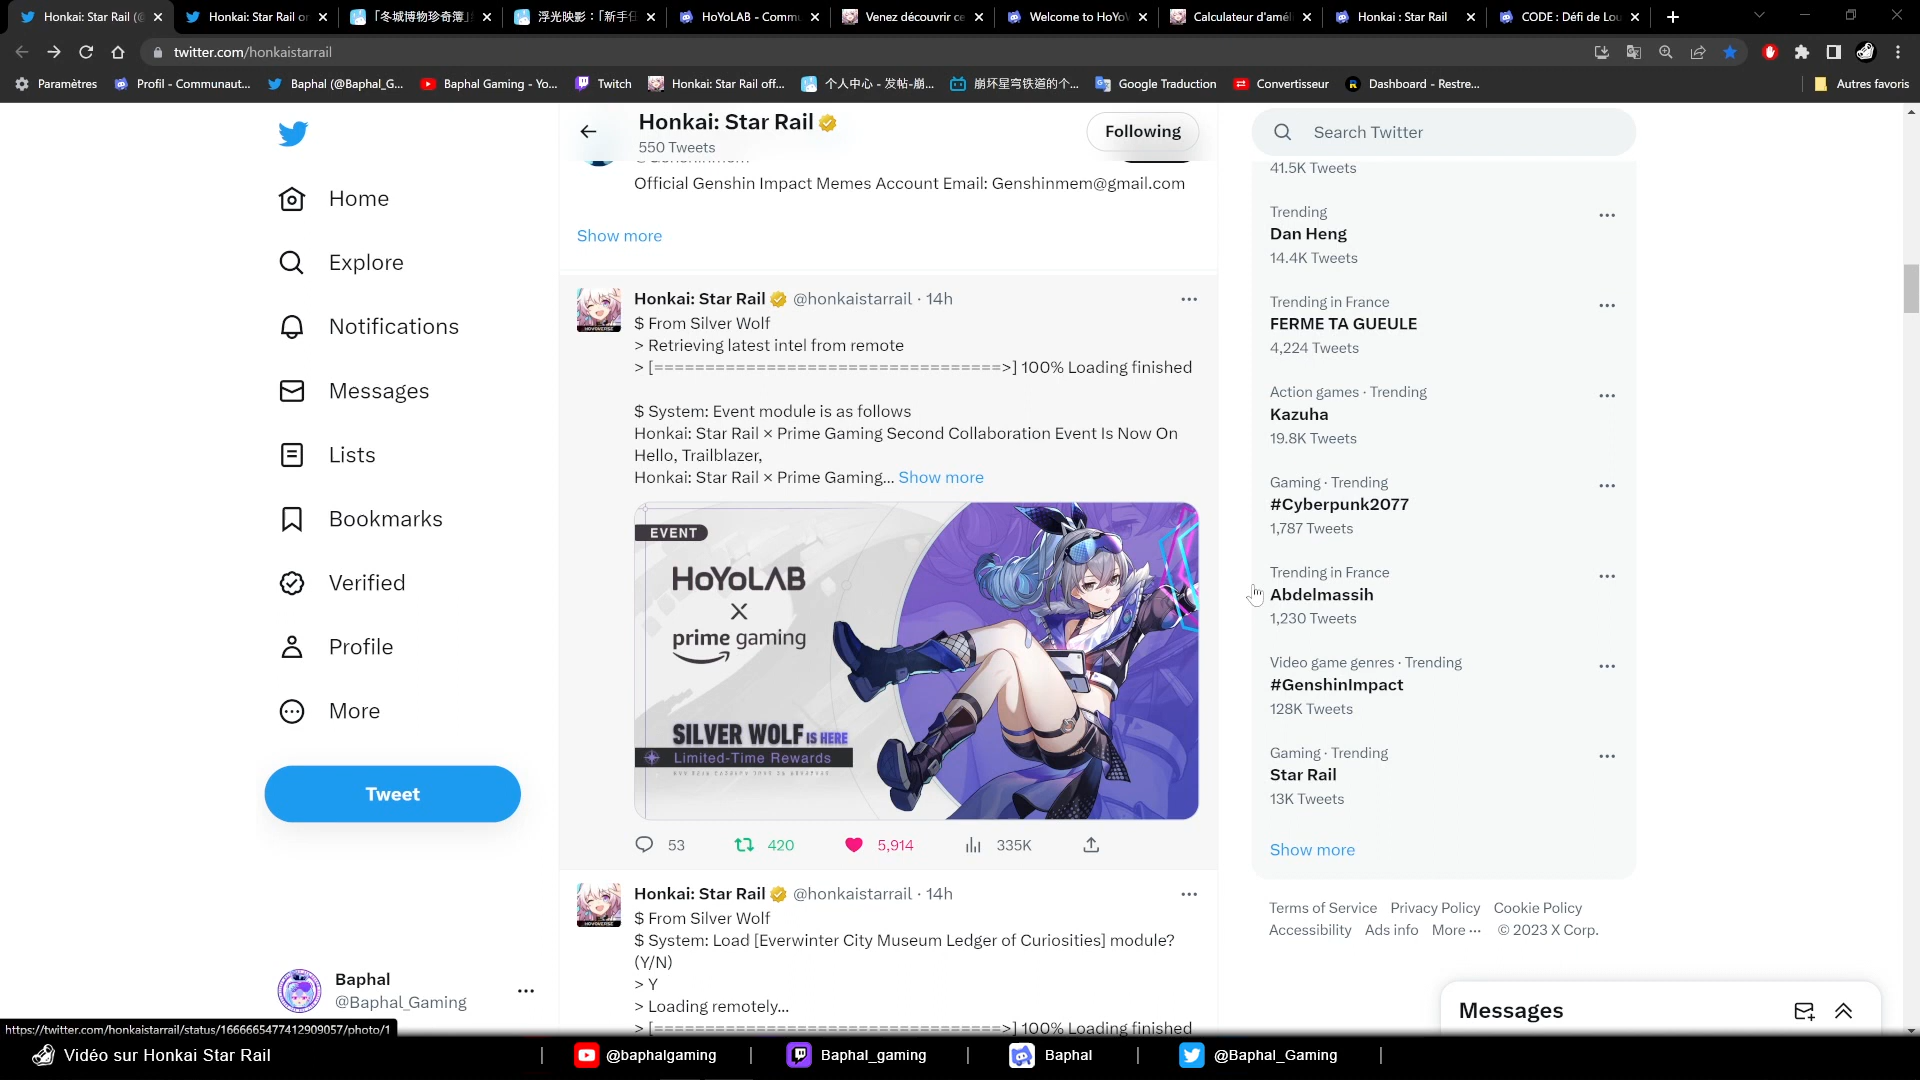 Honkai: Star Rail (@
Honkai: Star Rail or
「冬城博物珍奇簿」
浮光映影：「新手
HoYoLAB - Commu
Venez découvrir ce
Welcome to HoYo
Calculateur d'amél
Honkai : Star Rail
CODE : Défi de Lou
twitter.com/honkaistarrail
Paramètres
Profil - Communaut...
Baphal (@Baphal_G...
Baphal Gaming - Yo...
Twitch
Honkai: Star Rail off...
个人中心 - 发帖-崩...
崩坏星穹铁道的个...
Google Traduction
Convertisseur
Dashboard - Restre...
Autres favoris
Home
Explore
Notifications
Messages
Lists
Bookmarks
Verified
Profile
More
Tweet
Baphal
@Baphal_Gaming
https://twitter.com/honkaistarrail/status/1666665477412909057/photo/1
Honkai: Star Rail
550 Tweets
Following
Official Genshin Impact Memes Account Email: Genshinmem@gmail.com
Show more
Honkai: Star Rail @honkaistarrail · 14h
$ From Silver Wolf
> Retrieving latest intel from remote
> [==================================>] 100% Loading finished
$ System: Event module is as follows
Honkai: Star Rail × Prime Gaming Second Collaboration Event Is Now On
Hello, Trailblazer,
Honkai: Star Rail × Prime Gaming... Show more
EVENT
HoYoLAB
X
prime gaming
SILVER WOLF IS HERE
Limited-Time Rewards
53
420
5,914
335K
Honkai: Star Rail @honkaistarrail · 14h
$ From Silver Wolf
$ System: Load [Everwinter City Museum Ledger of Curiosities] module?
(Y/N)
> Y
> Loading remotely...
> [==================================>] 100% Loading finished
Search Twitter
41.5K Tweets
Trending
Dan Heng
14.4K Tweets
Trending in France
FERME TA GUEULE
4,224 Tweets
Action games · Trending
Kazuha
19.8K Tweets
Gaming · Trending
#Cyberpunk2077
1,787 Tweets
Trending in France
Abdelmassih
1,230 Tweets
Video game genres · Trending
#GenshinImpact
128K Tweets
Gaming · Trending
Star Rail
13K Tweets
Show more
Terms of Service Privacy Policy Cookie Policy
Accessibility Ads info More ··· © 2023 X Corp.
Messages
Vidéo sur Honkai Star Rail
@baphalgaming
Baphal_gaming
Baphal
@Baphal_Gaming